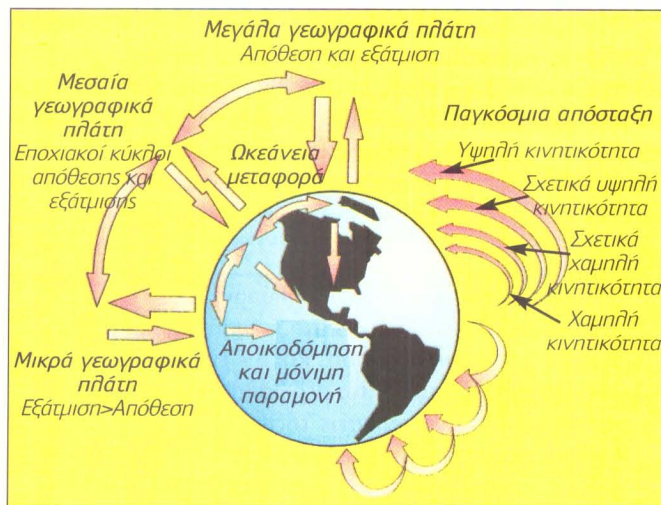 Μεγάλα γεωγραφικά πλάτη
Απόθεση και εξάτμιση
Μεσαία
γεωγραφικά
πλάτη
Εποχιακοί κύκλοι
απόθεσης και
εξάτμισης
Ωκεάνεια
μεταφορά
Παγκόσμια απόσταξη
Υψηλή κινητικότητα
Σχετικά υψηλή
κινητικότητα
Σχετικά
χαμηλή
κινητικότητα
Χαμηλή
κινητικότητα
Μικρά γεωγραφικά
πλάτη
Εξάτμιση>Απόθεση
Αποικοδόμηση
και μόνιμη
παραμονή